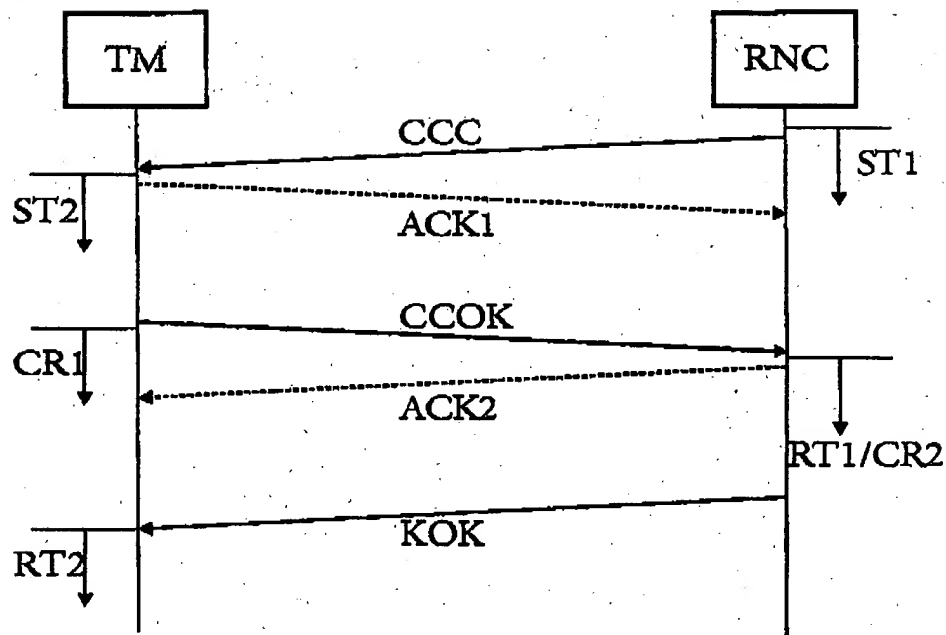 TM
RNC
CCC
ST1
ST2
ACK1
CCOK
CR1
ACK2
RT1/CR2
KOK
RT2